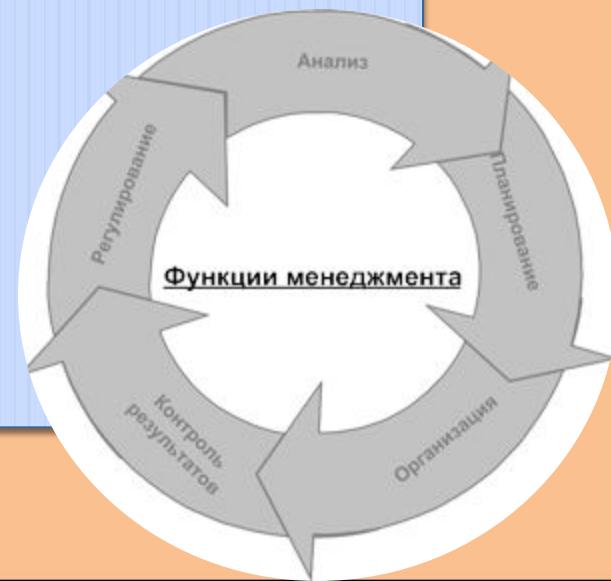 Анализ
Планирование
Организация
Контроль
результатов
Регулирование
Функции менеджмента